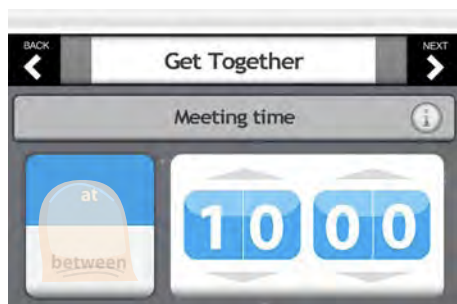 BACK
Get Together
NEXT
Meeting time
i
at
between
10 00